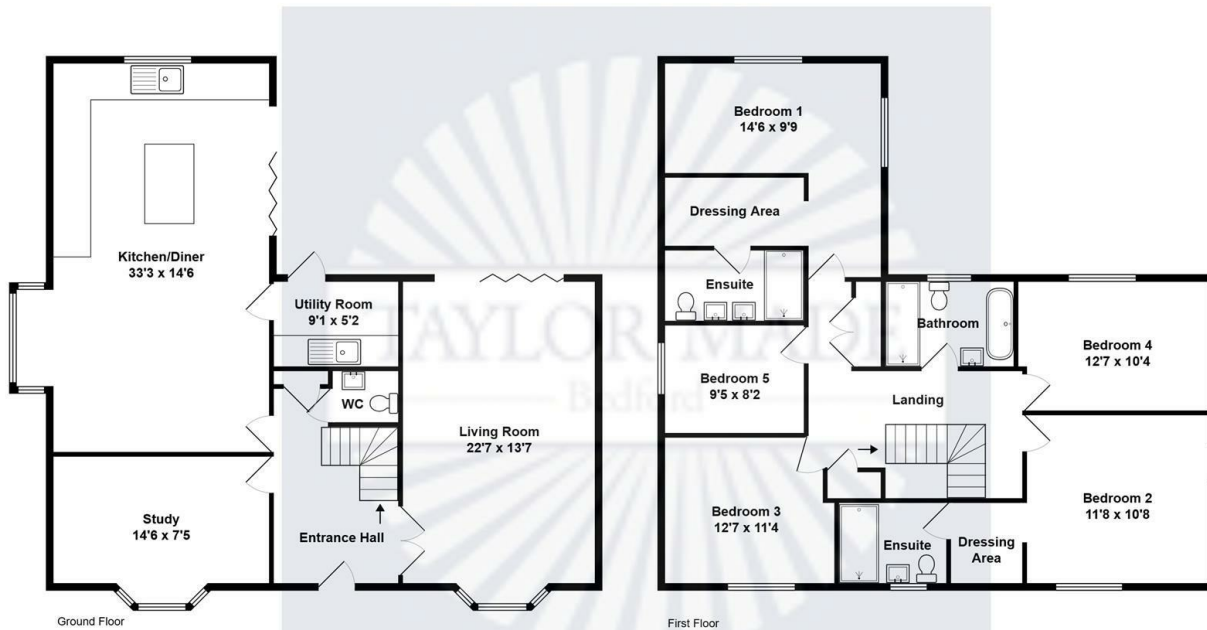 Kitchen/Diner
33'3 x 14'6
Utility Room
9'1 x 5'2
WC
Living Room
22'7 x 13'7
Study
14'6 x 7'5
Entrance Hall
Ground Floor
Bedroom 1
14'6 x 9'9
Dressing Area
Ensuite
Bathroom
Bedroom 4
12'7 x 10'4
Bedroom 5
9'5 x 8'2
Landing
Bedroom 3
12'7 x 11'4
Ensuite
Dressing
Area
Bedroom 2
11'8 x 10'8
First Floor
TAYLOR MADE
Bedford